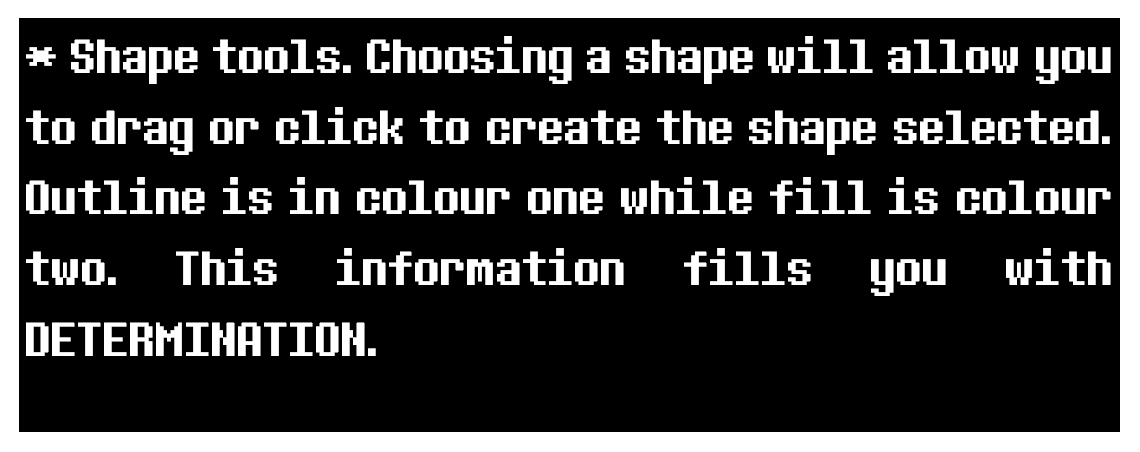 * Shape tools. Choosing a shape will allow you
to drag or click to create the shape selected.
Outline is in colour one while fill is colour
two. This information fills you with
DETERMINATION.